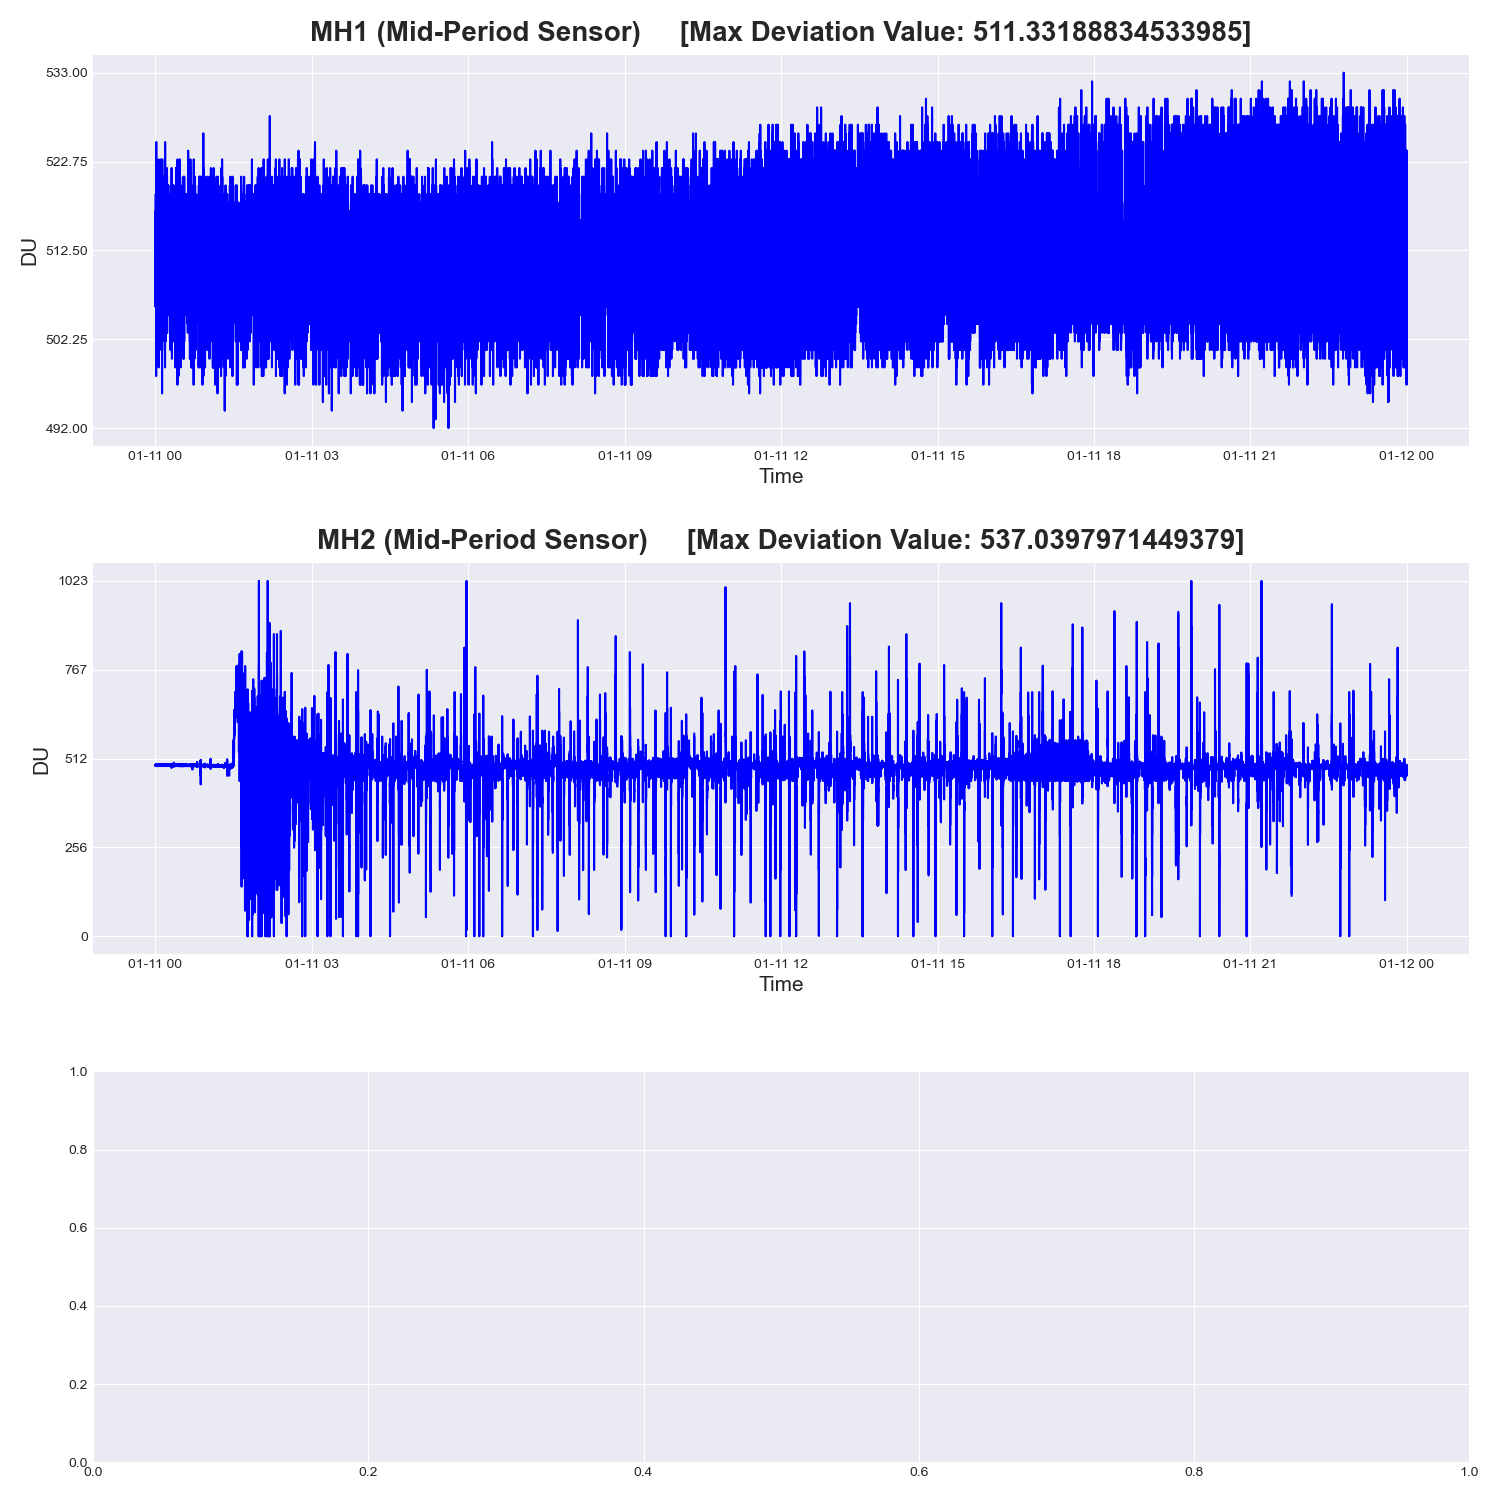 MH1 (Mid-Period Sensor) [Max Deviation Value: 511.33188834533985]
533.00
522.75
512.50
502.25
492.00
DU
01-11 00 01-11 03 01-11 06 01-11 09 01-11 12 01-11 15 01-11 18 01-11 21 01-12 00
Time
MH2 (Mid-Period Sensor) [Max Deviation Value: 537.0397971449379]
1023
767
512
256
0
DU
01-11 00 01-11 03 01-11 06 01-11 09 01-11 12 01-11 15 01-11 18 01-11 21 01-12 00
Time
1.0
0.8
0.6
0.4
0.2
0.0
0.0 0.2 0.4 0.6 0.8 1.0